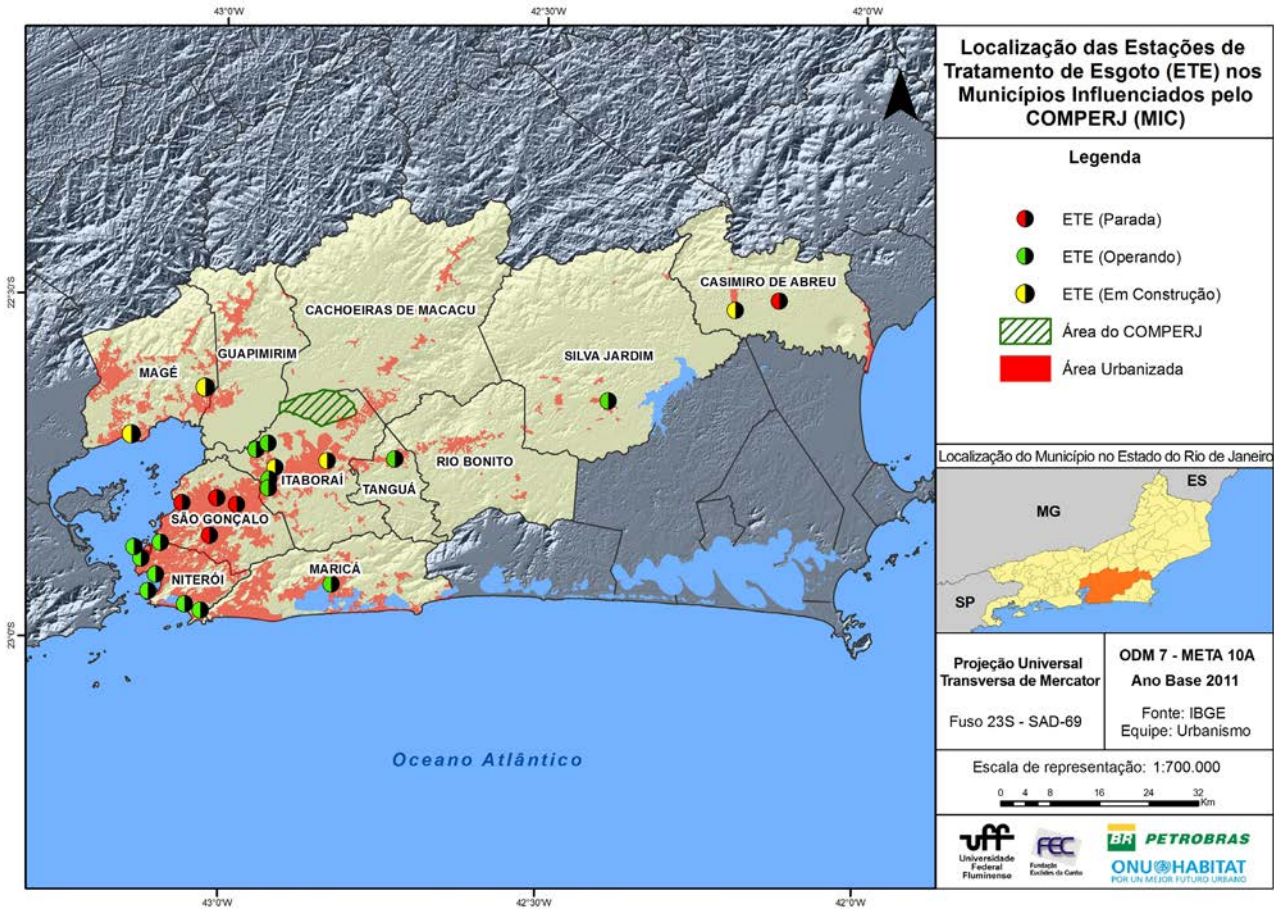 43°0'W
42°30'W
42°0'W
22°30'S
22°30'S
23°0'S
23°0'S
43°0'W
42°30'W
42°0'W
CASIMIRO DE ABREU
CACHOEIRAS DE MACACU
GUAPIMIRIM
SILVA JARDIM
MAGÉ
RIO BONITO
ITABORAÍ
TANGUÁ
SÃO GONÇALO
MARICÁ
NITERÓI
Oceano Atlântico
Localização das Estações de
Tratamento de Esgoto (ETE) nos
Municípios Influenciados pelo
COMPERJ (MIC)
Legenda
ETE (Parada)
ETE (Operando)
ETE (Em Construção)
Área do COMPERJ
Área Urbanizada
Localização do Município no Estado do Rio de Janeiro
ES
MG
SP
Projeção Universal
Transversa de Mercator
Fuso 23S - SAD-69
ODM 7 - META 10A
Ano Base 2011
Fonte: IBGE
Equipe: Urbanismo
Escala de representação: 1:700.000
0 4 8 16 24 32
Km
uff
Universidade
Federal
Fluminense
FEC
Fundação
Euclides da Cunha
BR PETROBRAS
ONU HABITAT
POR UN MEJOR FUTURO URBANO